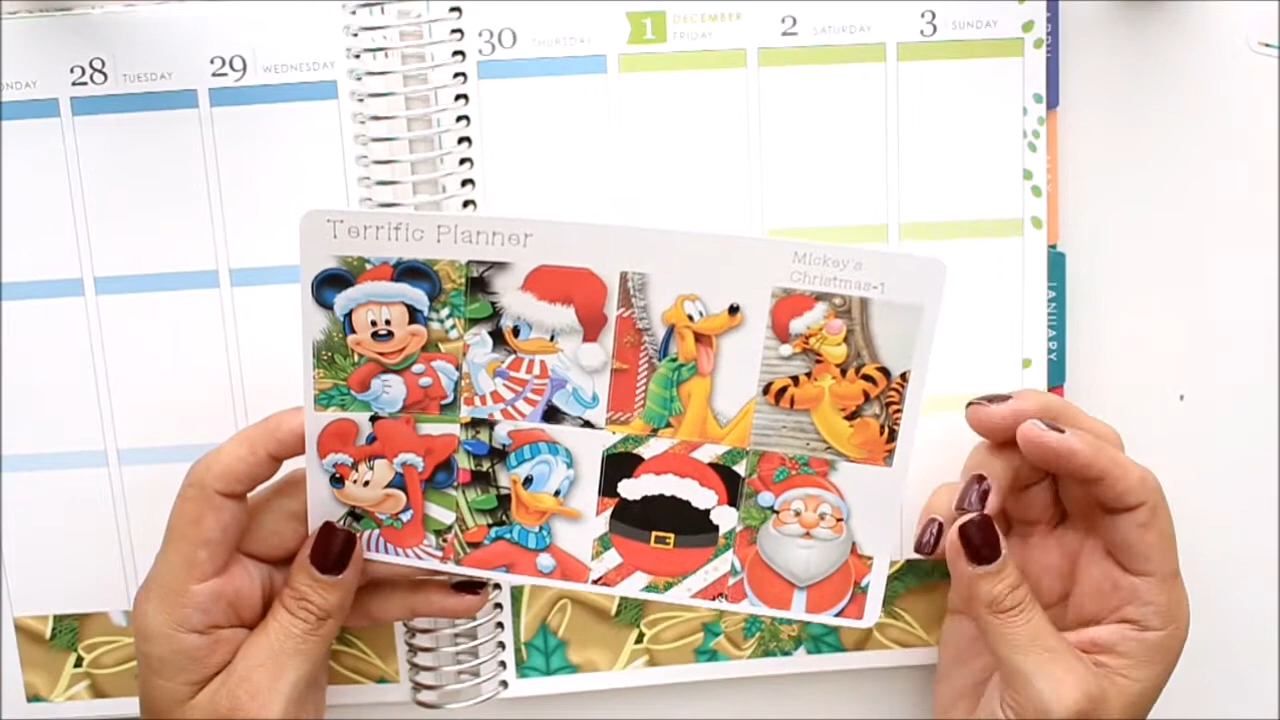 ONDAY
28 TUESDAY
29 WEDNESDAY
30 THURSDAY
1 DECEMBER
FRIDAY
2 SATURDAY
3 SUNDAY
JANUARY
Terrific Planner
Mickey's
Christmas-1